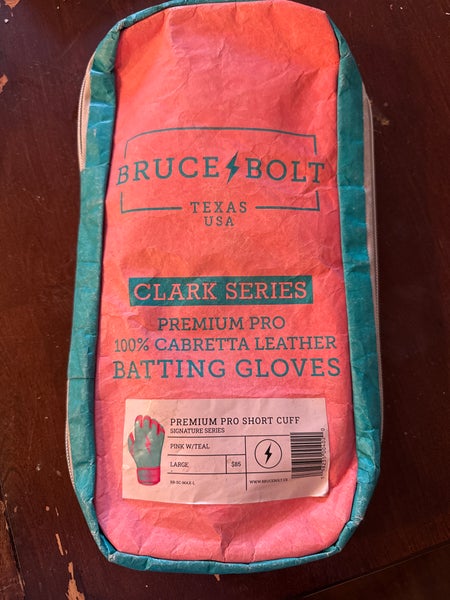 BRUCE BOLT
TEXAS
USA
CLARK SERIES
PREMIUM PRO
100% CABRETTA LEATHER
BATTING GLOVES
PREMIUM PRO SHORT CUFF
SIGNATURE SERIES
PINK W/TEAL
LARGE $85
WWW.BRUCEBOLT.US